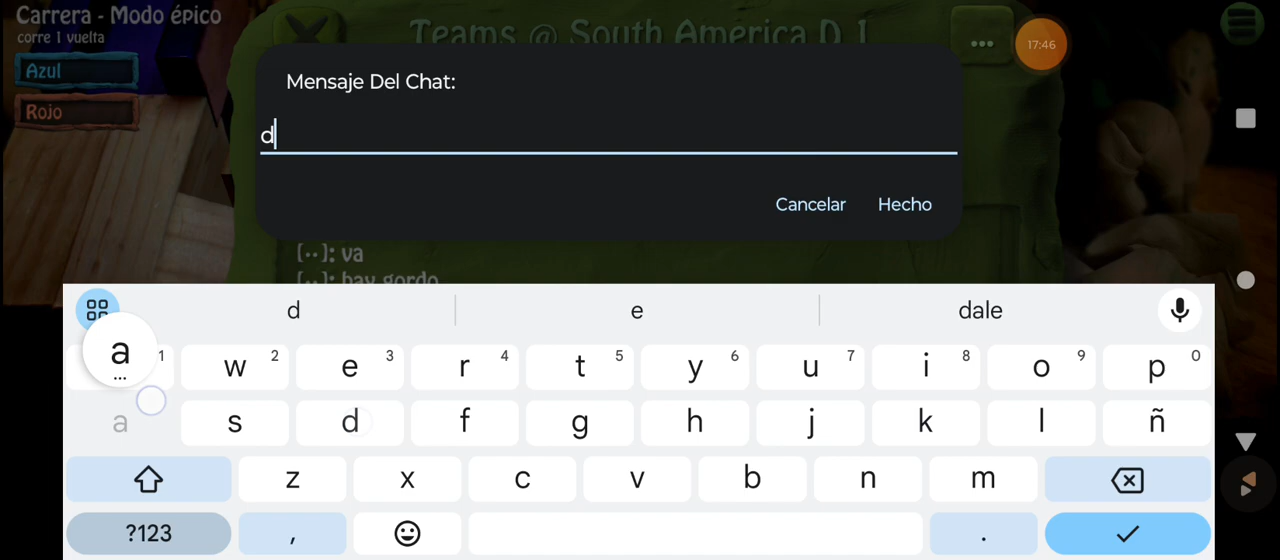 Carrera - Modo épico
corre 1 vuelta
Azul
Rojo
Teams @ South America D 1
17:46
Mensaje Del Chat:
d
Cancelar Hecho
[··]: va
[··]: bay gordo
d e dale
a
1 w 2 e 3 r 4 t 5 y 6 u 7 i 8 o 9 p 0
a s d f g h j k l ñ
z x c v b n m
?123 , .